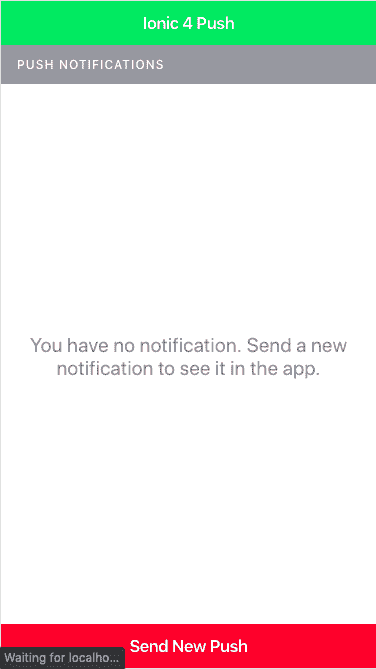 Ionic 4 Push
PUSH NOTIFICATIONS
You have no notification. Send a new
notification to see it in the app.
Send New Push
Waiting for localho...